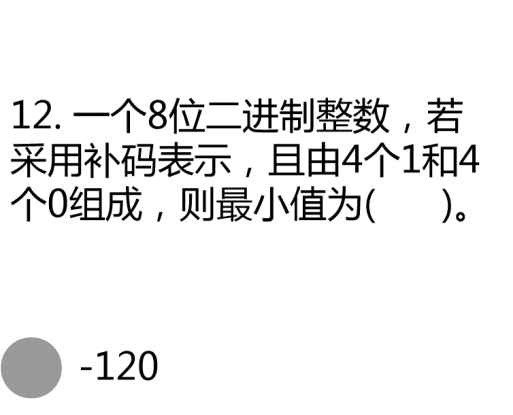 12. 一个8位二进制整数，若
采用补码表示，且由4个1和4
个0组成，则最小值为(      )。
-120